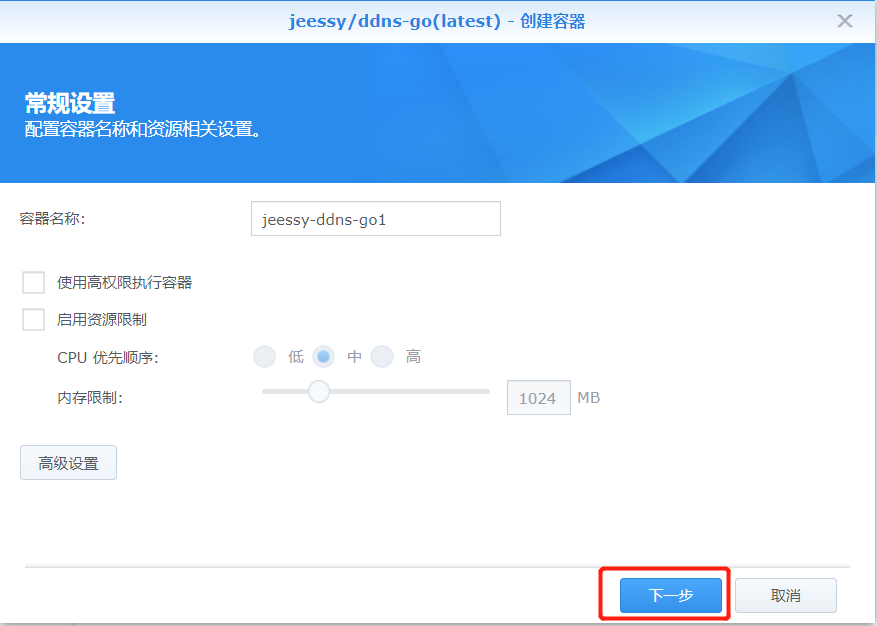 jeessy/ddns-go(latest) - 创建容器
常规设置
配置容器名称和资源相关设置。
容器名称:
jeessy-ddns-go1
使用高权限执行容器
启用资源限制
CPU 优先顺序:
低 中 高
内存限制:
1024 MB
高级设置
下一步 取消